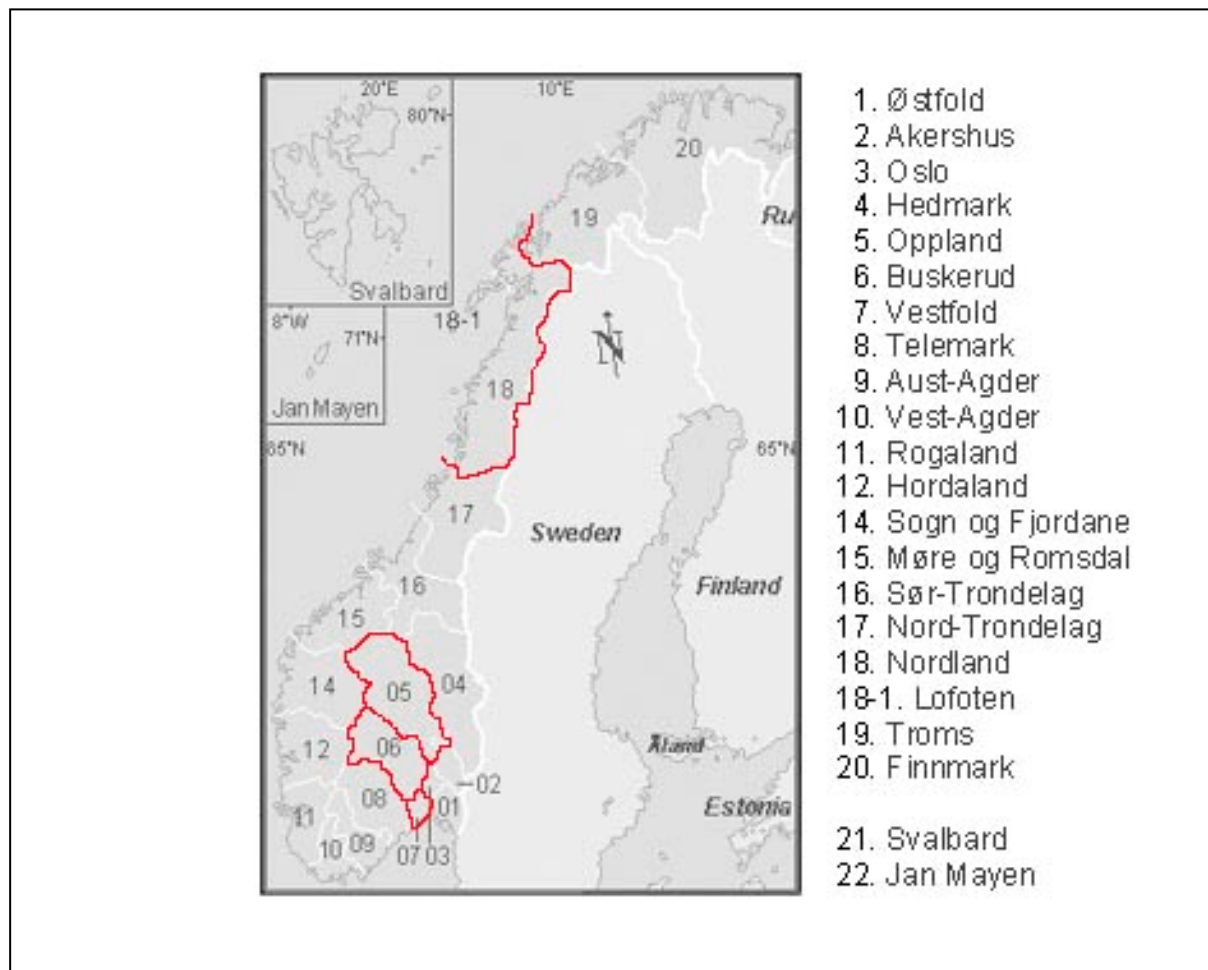 20°E
10°E
80°N
20
Ru
19
Svalbard
8°W
18-1
71°N
N
18
Jan Mayen
65°N
65°N
17
Sweden
Finland
16
15
14
05
04
12
06
Åland
02
08
01
11
Estonia
10
09
07
03
1. Østfold
2. Akershus
3. Oslo
4. Hedmark
5. Oppland
6. Buskerud
7. Vestfold
8. Telemark
9. Aust-Agder
10. Vest-Agder
11. Rogaland
12. Hordaland
14. Sogn og Fjordane
15. Møre og Romsdal
16. Sør-Trondelag
17. Nord-Trondelag
18. Nordland
18-1. Lofoten
19. Troms
20. Finnmark
21. Svalbard
22. Jan Mayen